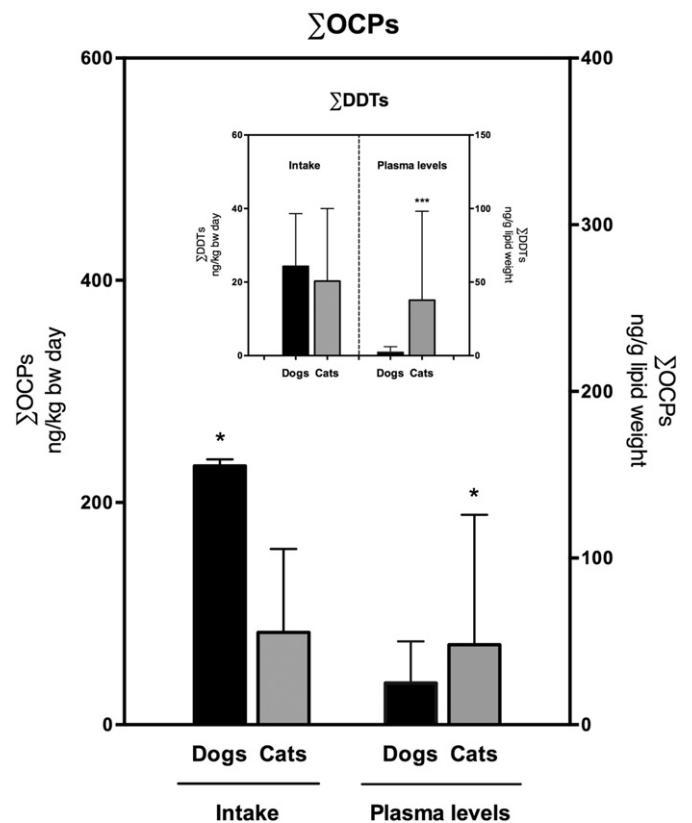 ∑OCPs
600
400
200
0
∑OCPs
ng/kg bw day
400
300
200
100
0
∑OCPs
ng/g lipid weight
∑DDTs
60
40
20
0
∑DDTs
ng/kg bw day
Intake
Plasma levels
***
150
100
50
0
∑DDTs
ng/g lipid weight
Dogs Cats
Dogs Cats
*
*
Dogs Cats
Dogs Cats
Intake
Plasma levels